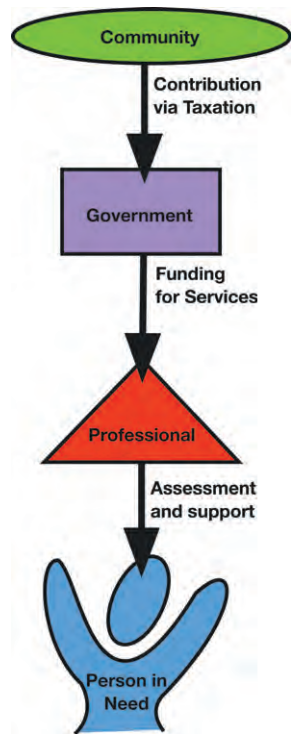 Community
Contribution
via Taxation
Government
Funding
for Services
Professional
Assessment
and support
Person in
Need